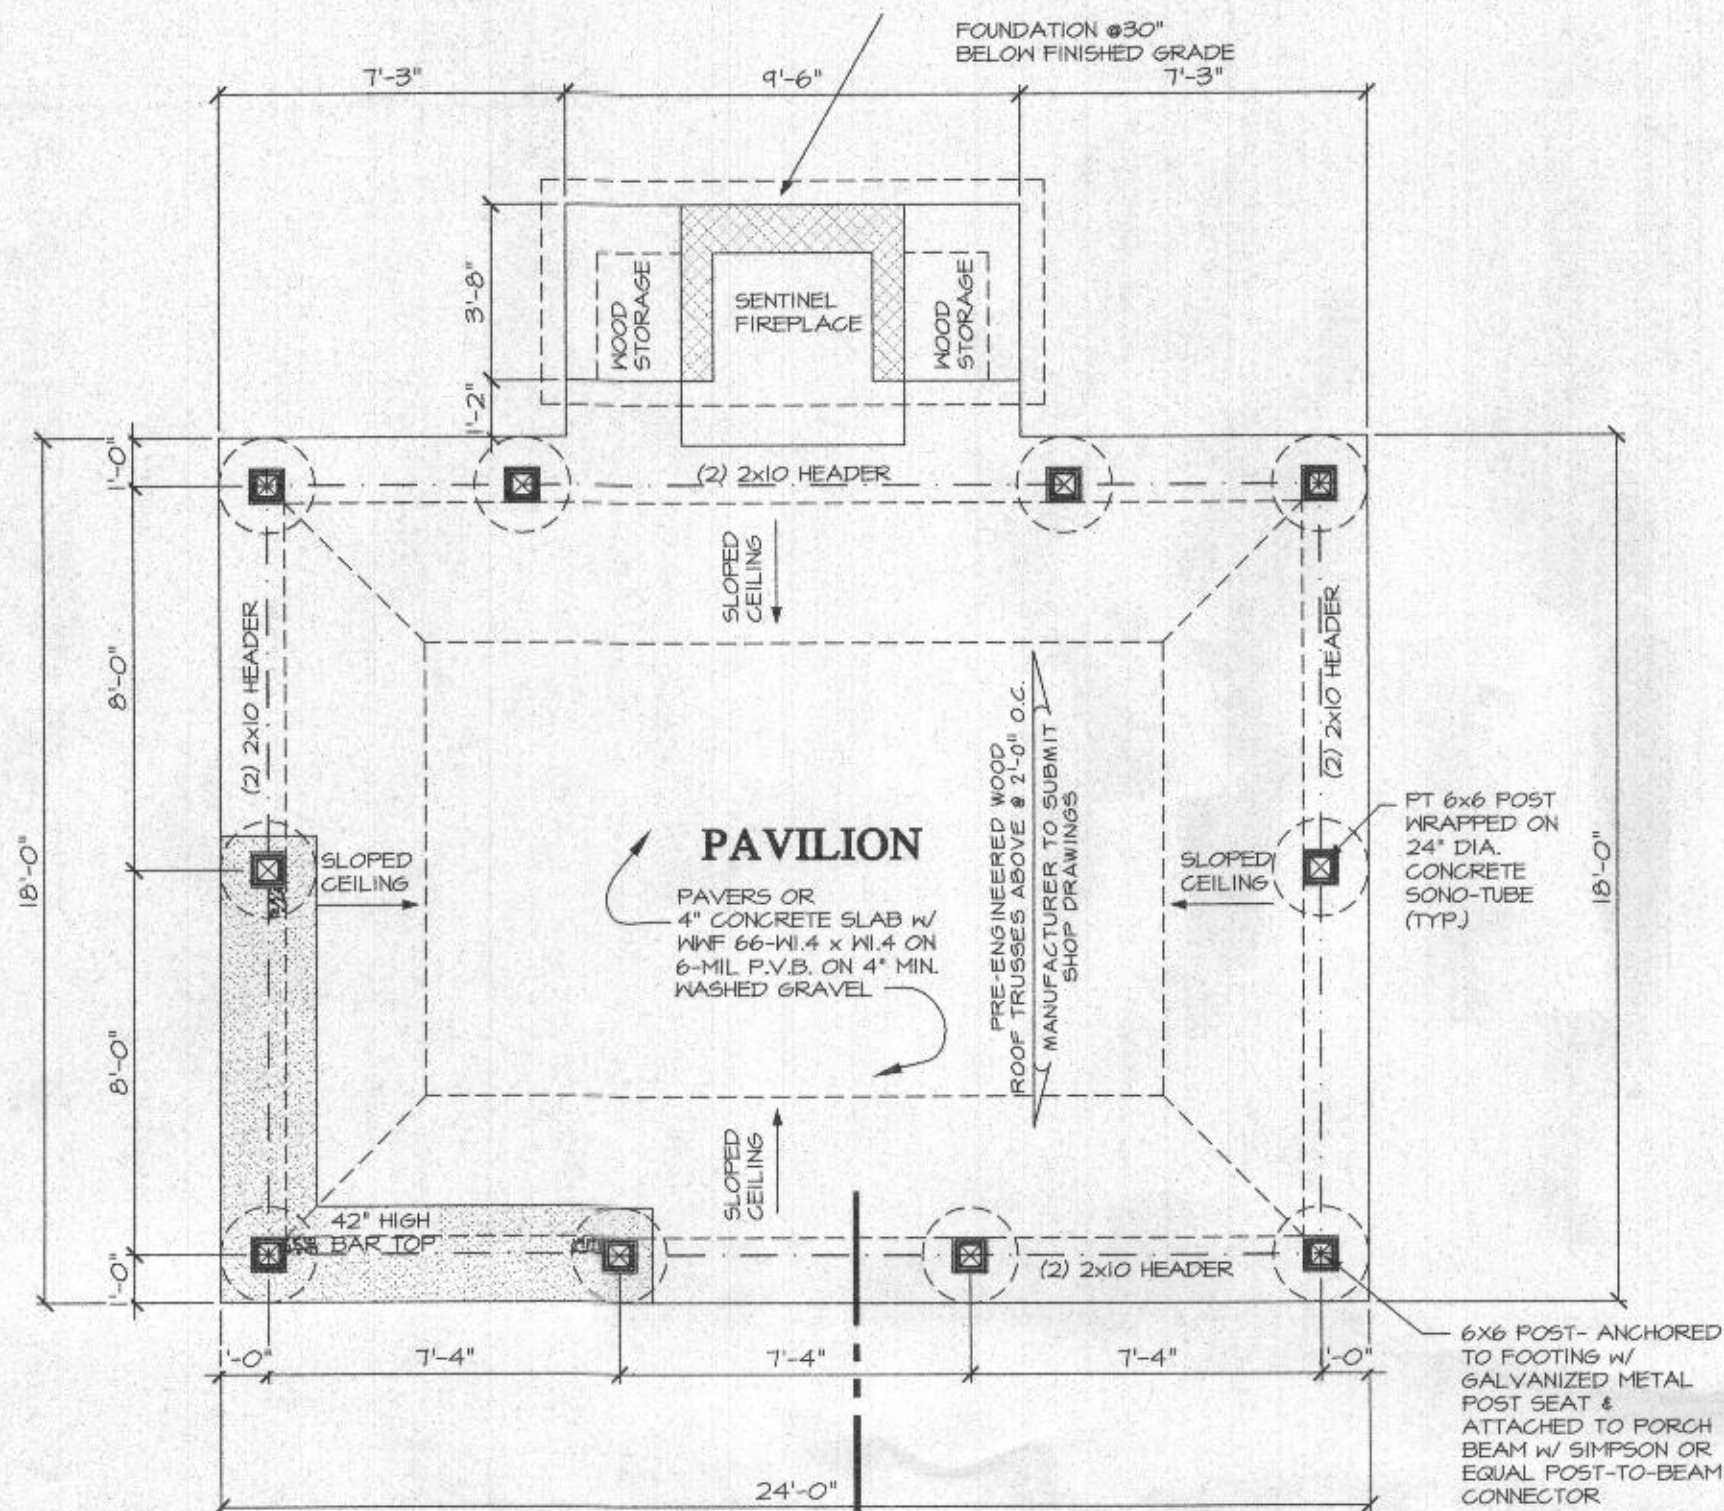 FOUNDATION @30"
BELOW FINISHED GRADE
7'-3"
9'-6"
7'-3"
3'-8"
1'-2"
WOOD
STORAGE
SENTINEL
FIREPLACE
WOOD
STORAGE
1'-0"
(2) 2x10 HEADER
SLOPED
CEILING
8'-0"
(2) 2x10 HEADER
(2) 2x10 HEADER
18'-0"
PRE-ENGINEERED WOOD
ROOF TRUSSES ABOVE @ 2'-0" O.C.
MANUFACTURER TO SUBMIT
SHOP DRAWINGS
PT 6x6 POST
WRAPPED ON
24" DIA.
CONCRETE
SONO-TUBE
(TYP.)
18'-0"
SLOPED
CEILING
PAVILION
SLOPED
CEILING
PAVERS OR
4" CONCRETE SLAB W/
WWF 66-W1.4 x W1.4 ON
6-MIL P.V.B. ON 4" MIN.
WASHED GRAVEL
8'-0"
SLOPED
CEILING
42" HIGH
BAR TOP
1'-0"
(2) 2x10 HEADER
1'-0"
7'-4"
7'-4"
7'-4"
1'-0"
6X6 POST- ANCHORED
TO FOOTING W/
GALVANIZED METAL
POST SEAT &
ATTACHED TO PORCH
BEAM W/ SIMPSON OR
EQUAL POST-TO-BEAM
CONNECTOR
24'-0"